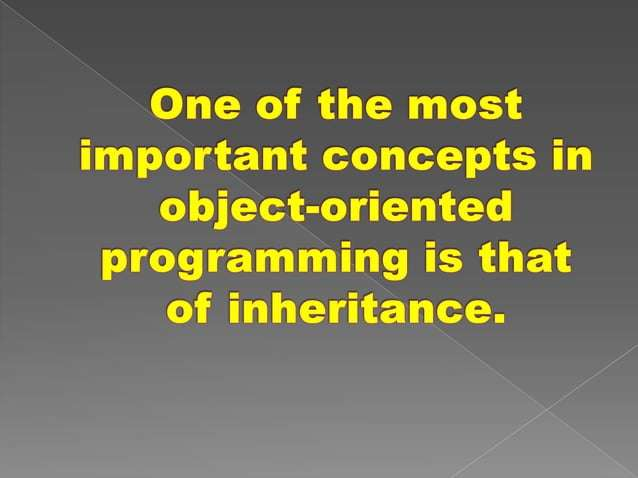 One of the most
important concepts in
object-oriented
programming is that
of inheritance.